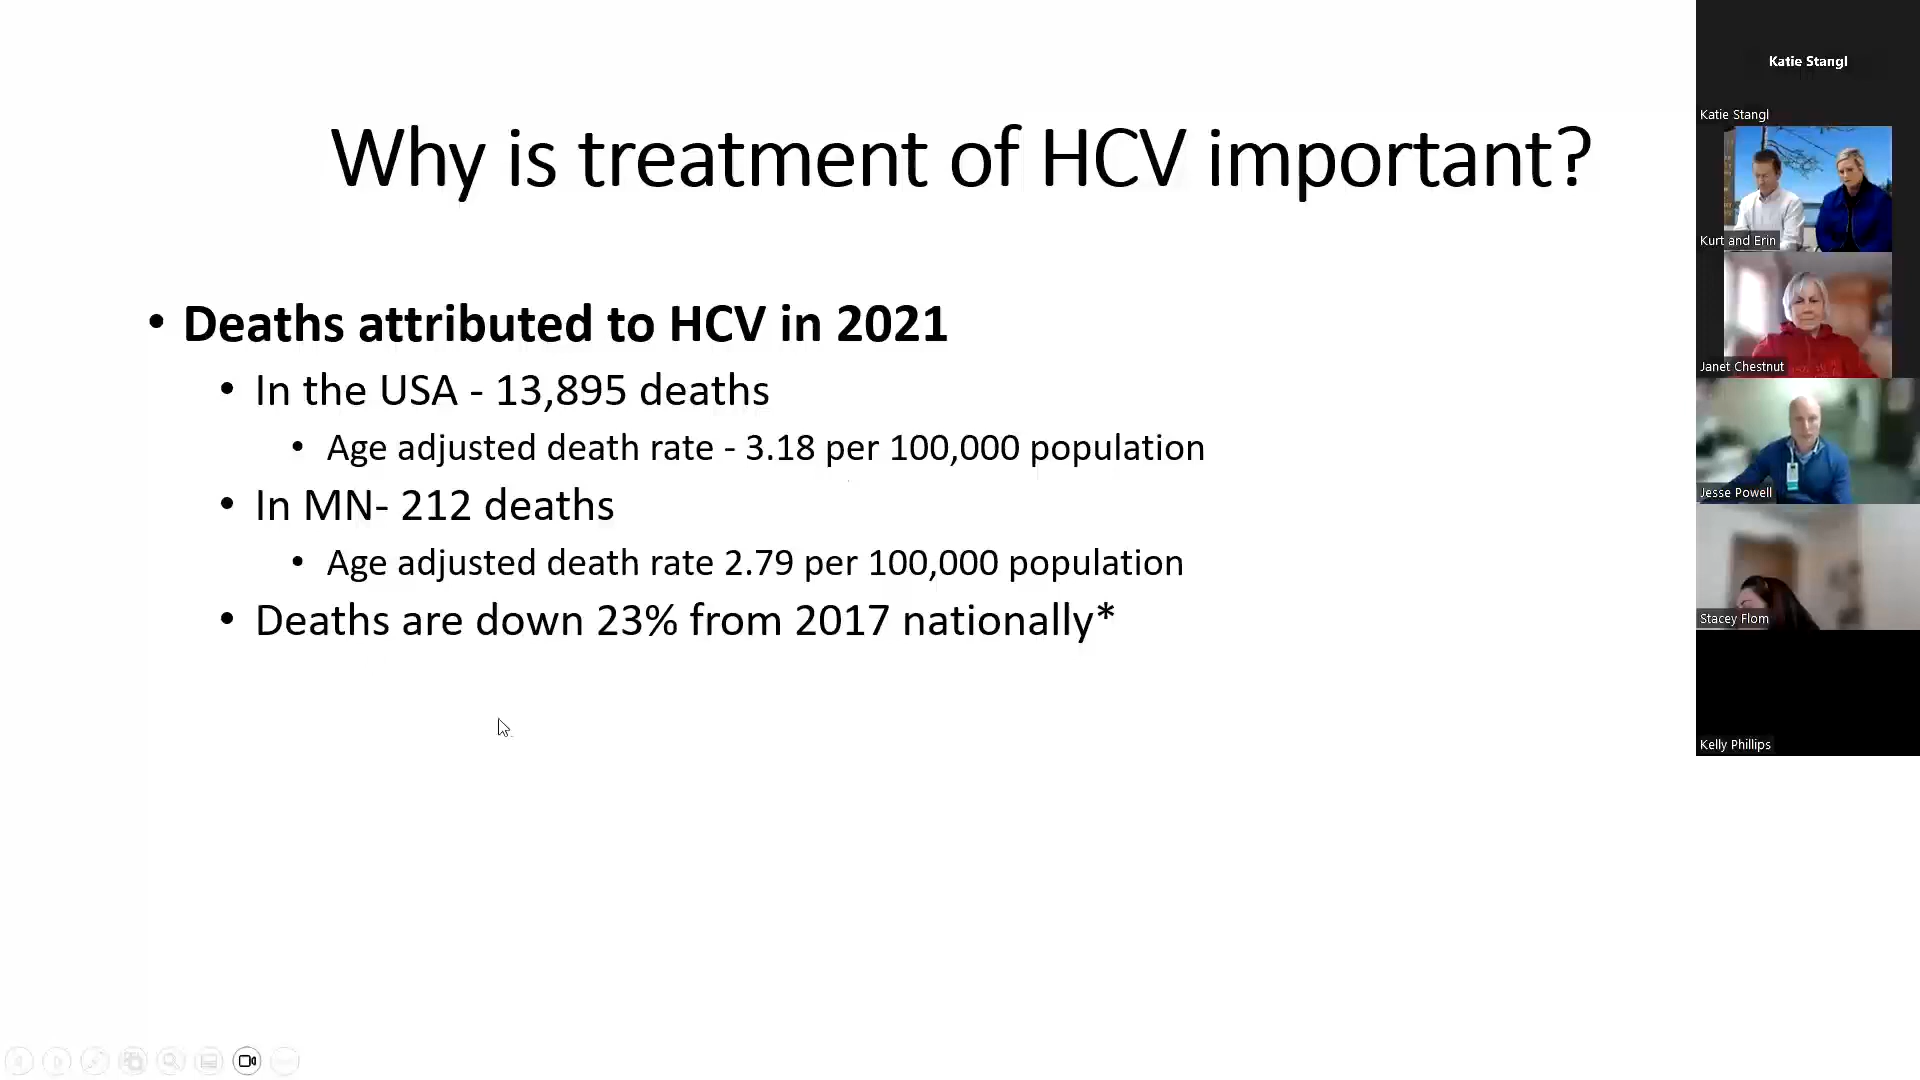 Why is treatment of HCV important?
• Deaths attributed to HCV in 2021
• In the USA - 13,895 deaths
• Age adjusted death rate - 3.18 per 100,000 population
• In MN- 212 deaths
• Age adjusted death rate 2.79 per 100,000 population
• Deaths are down 23% from 2017 nationally*
Katie Stangl
Katie Stangl
Kurt and Erin
Janet Chestnut
Jesse Powell
Stacey Flom
Kelly Phillips